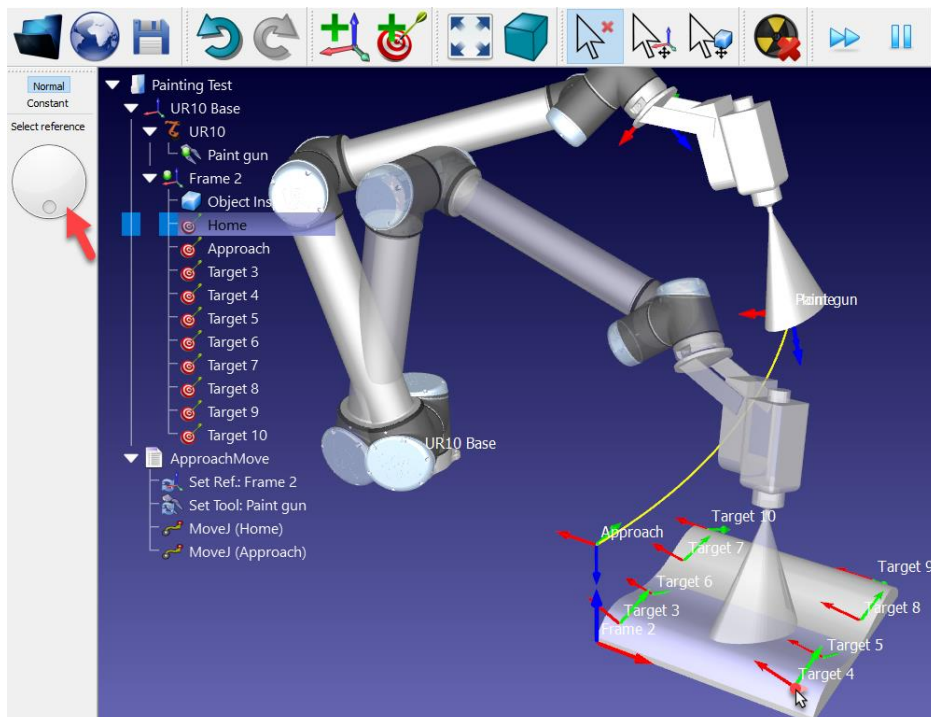 Normal
Constant
Select reference
Painting Test
UR10 Base
UR10
Paint gun
Frame 2
Object Ins
Home
Approach
Target 3
Target 4
Target 5
Target 6
Target 7
Target 8
Target 9
Target 10
ApproachMove
Set Ref.: Frame 2
Set Tool: Paint gun
MoveJ (Home)
MoveJ (Approach)
gun
UR10 Base
Approach
Target 10
Target 7
Target 9
Target 6
Target 3
Target 8
Frame 2
Target 5
Target 4